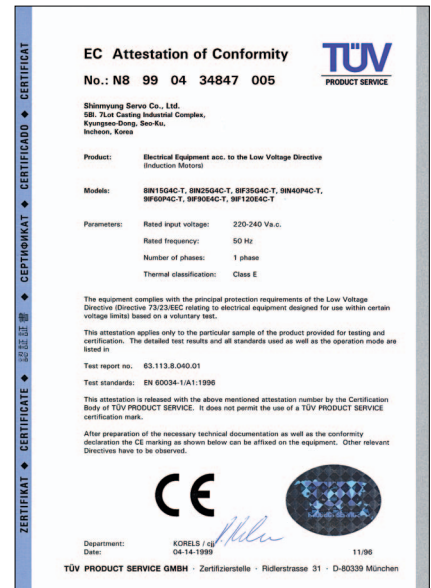 EC Attestation of Conformity
No.: N8 99 04 34847 005
TÜV
PRODUCT SERVICE
Shinmyung Servo Co., Ltd.
5Bl. 7Lot Casting Industrial Complex,
Kyungseo-Dong, Seo-Ku,
Incheon, Korea
Product: Electrical Equipment acc. to the Low Voltage Directive
(Induction Motors)
Models: 8IN15G4C-T, 8IN25G4C-T, 8IF35G4C-T, 9IN40P4C-T,
9IF60P4C-T, 9IF90E4C-T, 9IF120E4C-T
Parameters: Rated input voltage: 220-240 Va.c.
Rated frequency: 50 Hz
Number of phases: 1 phase
Thermal classification: Class E
The equipment complies with the principal protection requirements of the Low Voltage
Directive (Directive 73/23/EEC relating to electrical equipment designed for use within certain
voltage limits) based on a voluntary test.
This attestation applies only to the particular sample of the product provided for testing and
certification. The detailed test results and all standards used as well as the operation mode are
listed in
Test report no. 63.113.8.040.01
Test standards: EN 60034-1/A1:1996
This attestation is released with the above mentioned attestation number by the Certification
Body of TÜV PRODUCT SERVICE. It does not permit the use of a TÜV PRODUCT SERVICE
certification mark.
After preparation of the necessary technical documentation as well as the conformity
declaration the CE marking as shown below can be affixed on the equipment. Other relevant
Directives have to be observed.
CE
Department: KORELS / cjj
Date: 04-14-1999
11/96
TÜV PRODUCT SERVICE GMBH · Zertifizierstelle · Ridlerstrasse 31 · D-80339 München
ZERTIFIKAT ◆ CERTIFICATE ◆ 認証証書 ◆ СЕРТИФИКАТ ◆ CERTIFICADO ◆ CERTIFICAT